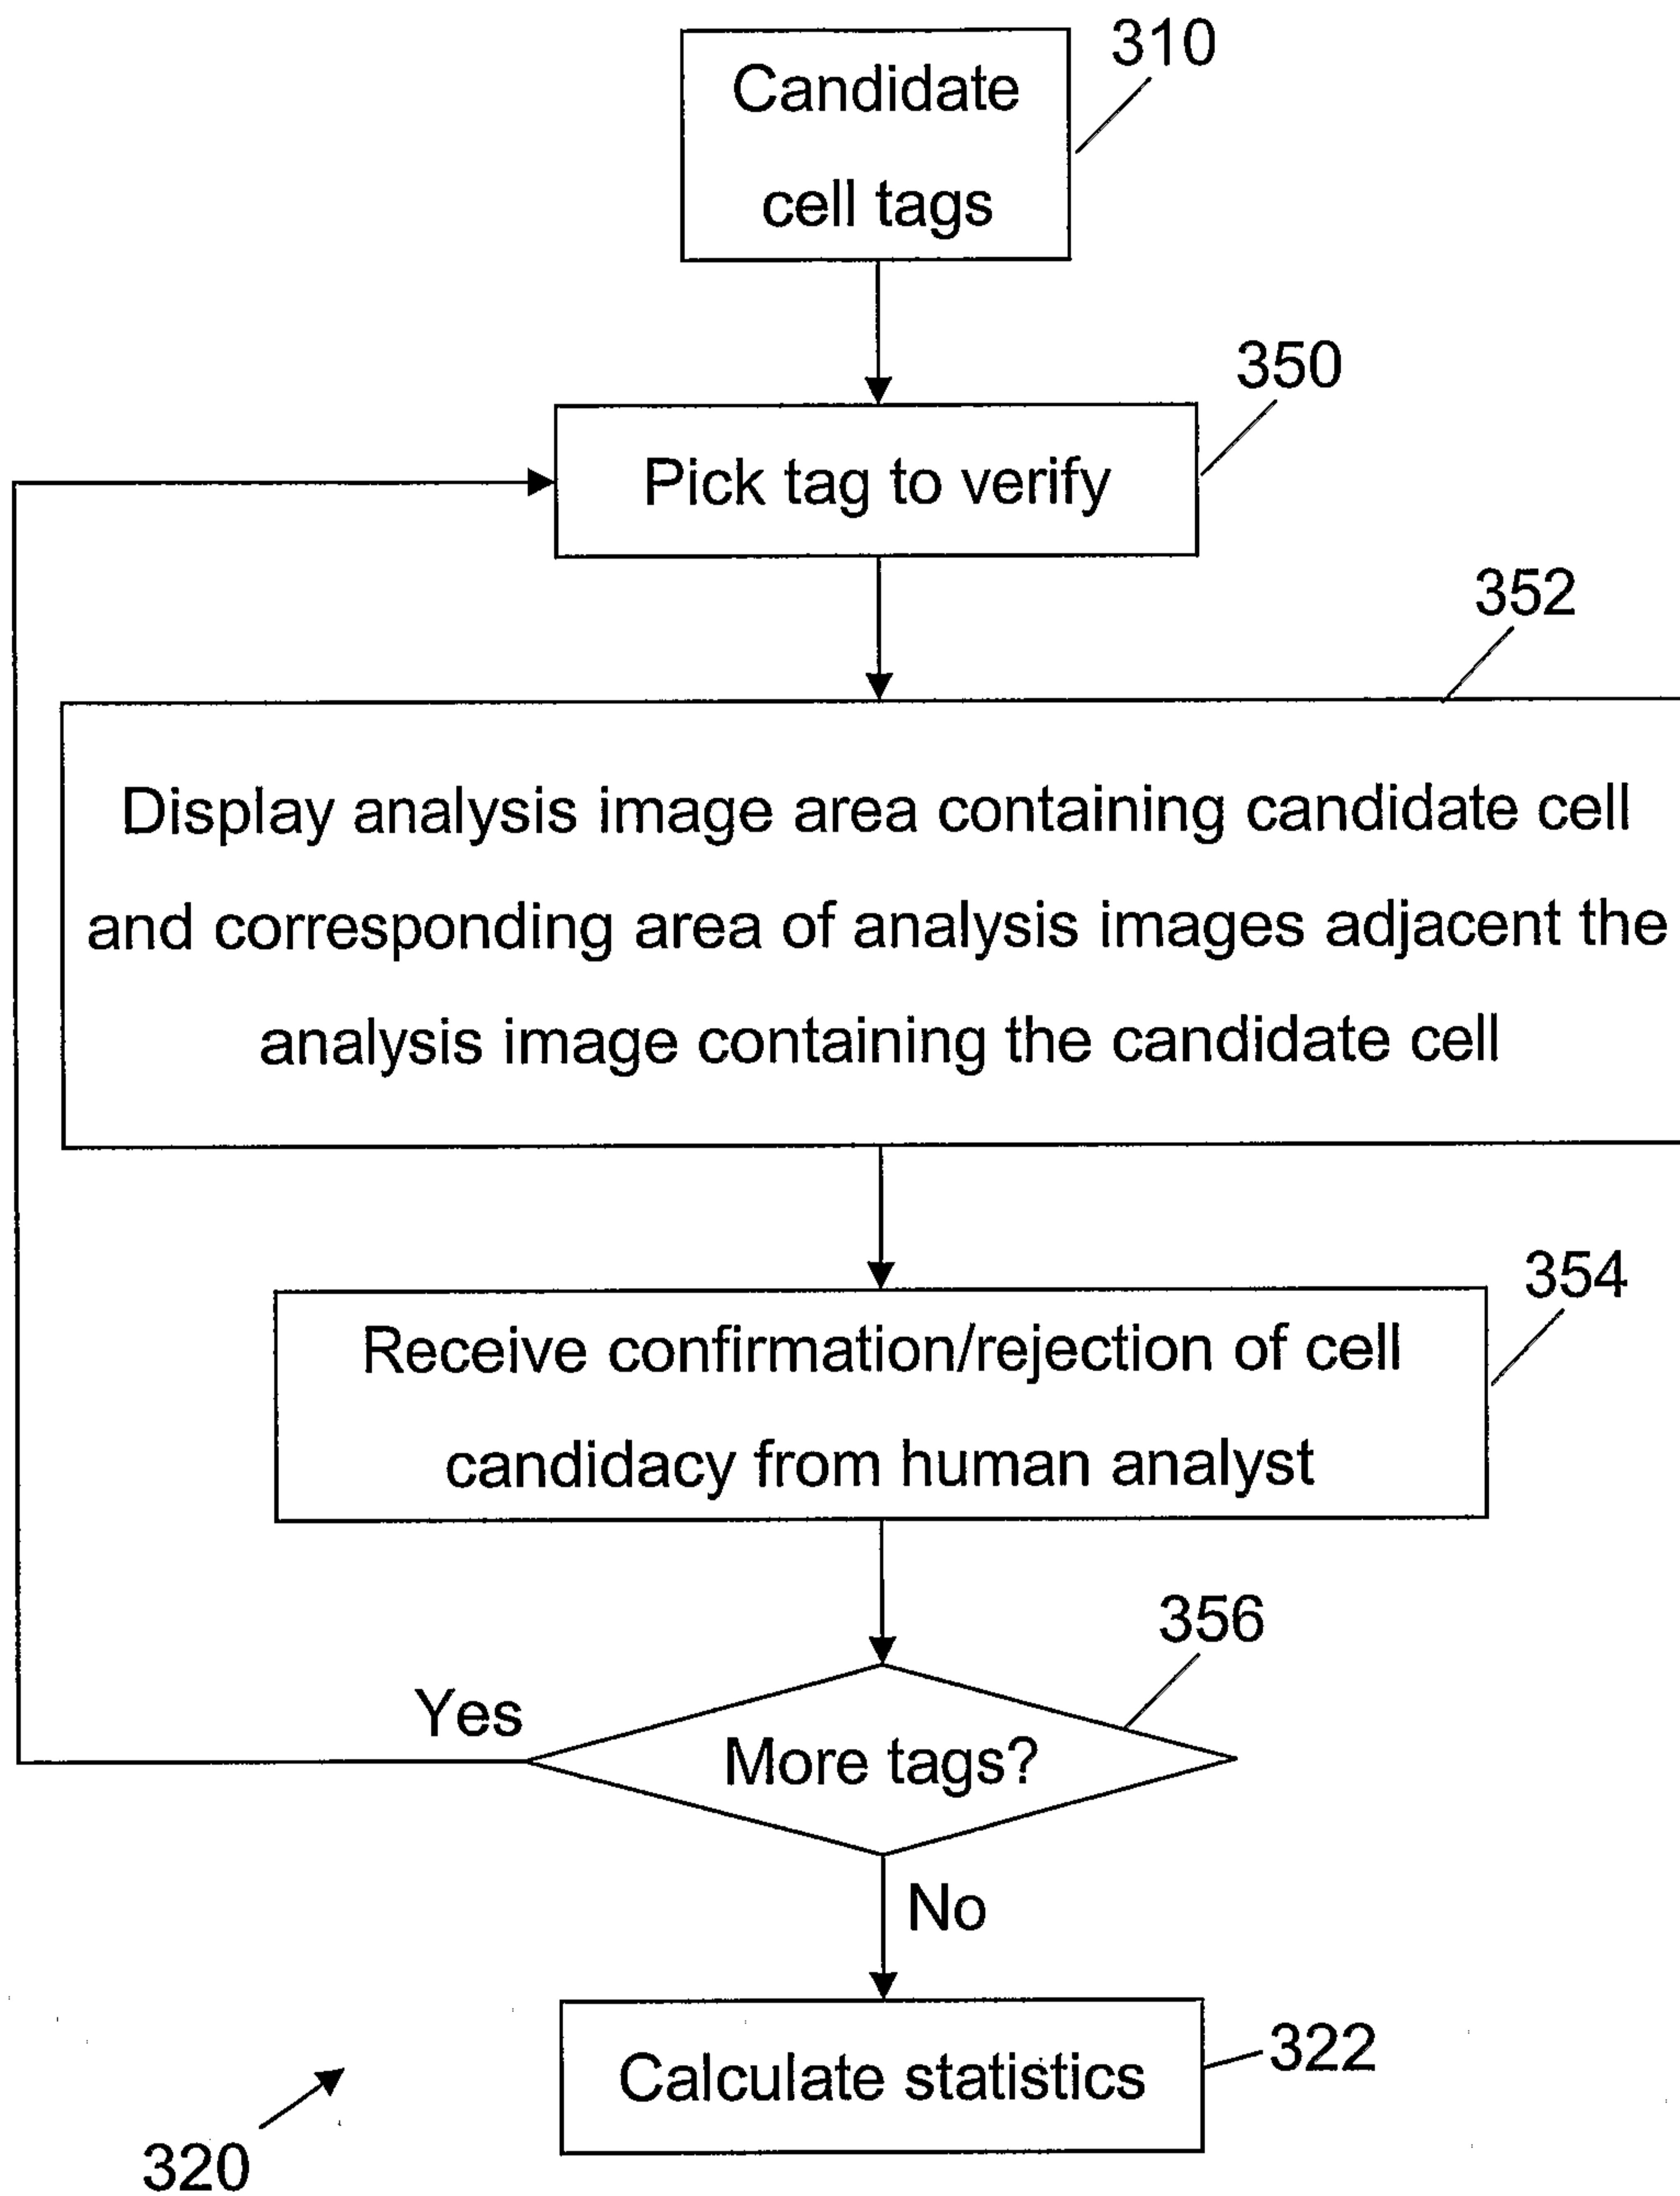 310
Candidate
cell tags
350
Pick tag to verify
352
Display analysis image area containing candidate cell
and corresponding area of analysis images adjacent the
analysis image containing the candidate cell
354
Receive confirmation/rejection of cell
candidacy from human analyst
356
Yes
More tags?
No
322
Calculate statistics
320